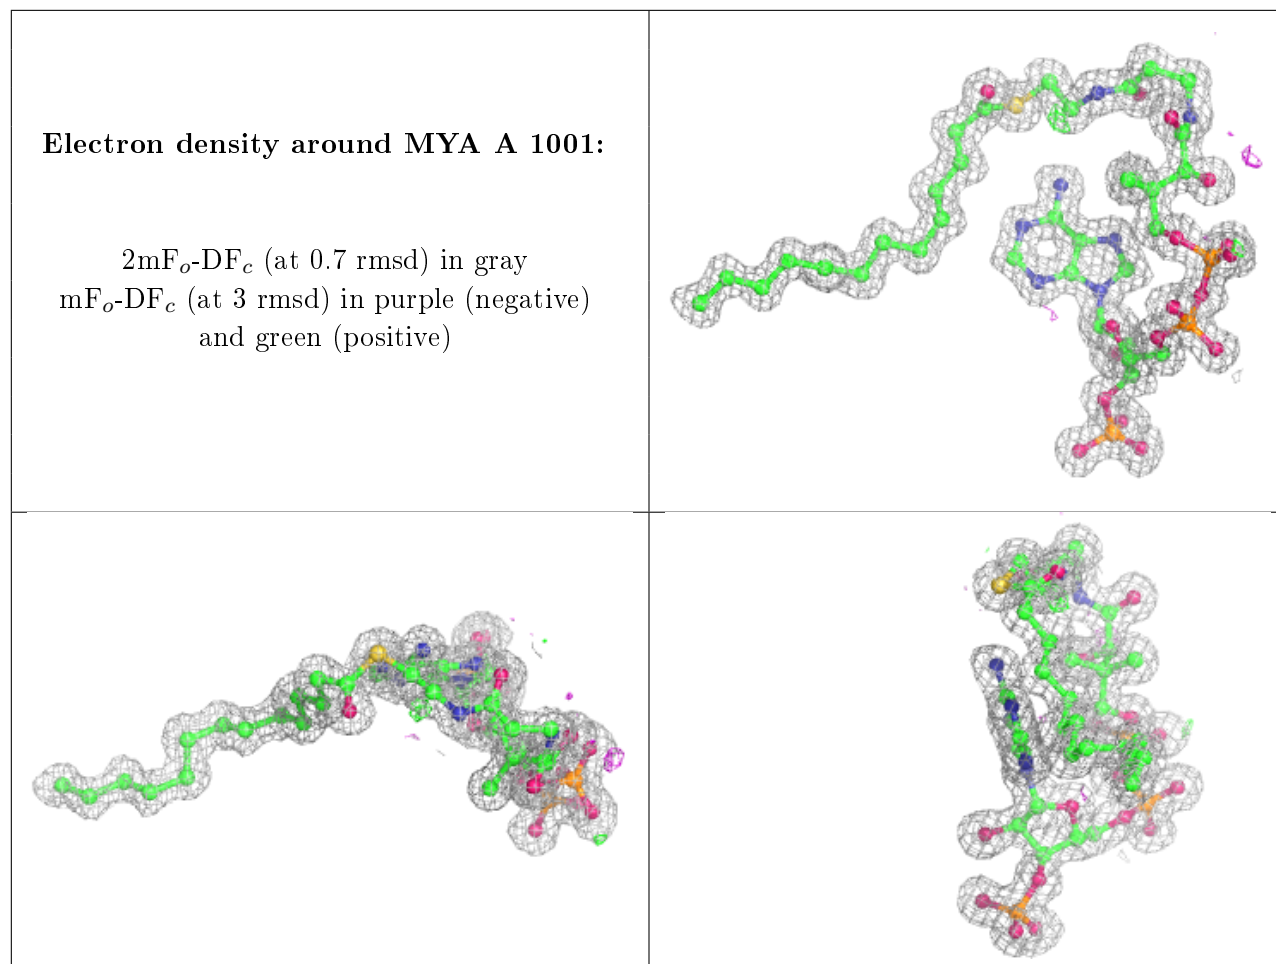 Electron density around MYA A 1001:
2mFo-DFc (at 0.7 rmsd) in gray
mFo-DFc (at 3 rmsd) in purple (negative)
and green (positive)